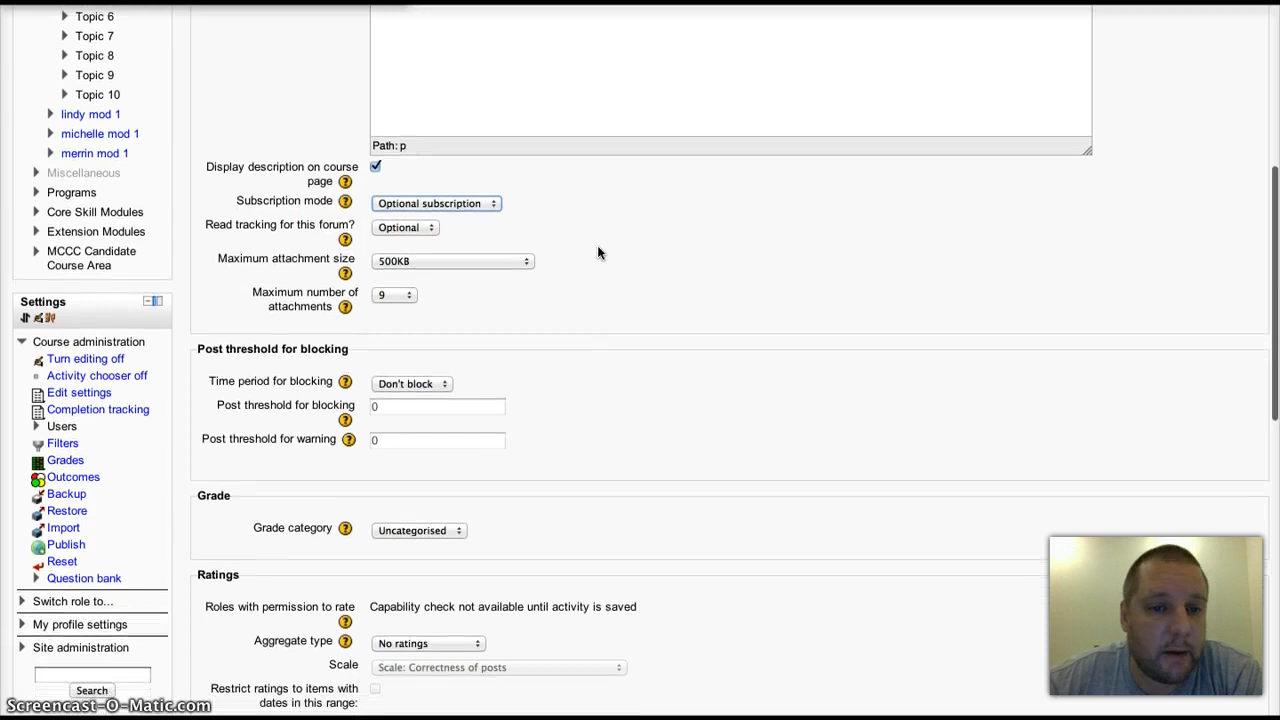 Topic 6
Topic 7
Topic 8
Topic 9
Topic 10
lindy mod 1
michelle mod 1
merrin mod 1
Miscellaneous
Programs
Core Skill Modules
Extension Modules
MCCC Candidate
Course Area
Settings
Course administration
Turn editing off
Activity chooser off
Edit settings
Completion tracking
Users
Filters
Grades
Outcomes
Backup
Restore
Import
Publish
Reset
Question bank
Switch role to...
My profile settings
Site administration
Search
Path: p
Display description on course
page
Subscription mode
Optional subscription
Read tracking for this forum?
Optional
Maximum attachment size
500KB
Maximum number of
attachments
9
Post threshold for blocking
Time period for blocking
Don't block
Post threshold for blocking
0
Post threshold for warning
0
Grade
Grade category
Uncategorised
Ratings
Roles with permission to rate
Capability check not available until activity is saved
Aggregate type
No ratings
Scale
Scale: Correctness of posts
Restrict ratings to items with
dates in this range:
Screencast-O-Matic.com